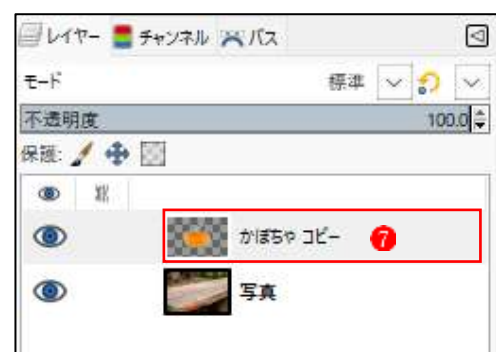 レイヤー チャンネル パス
モード 標準
不透明度 100.0
保護:
かぼちゃ コピー 7
写真